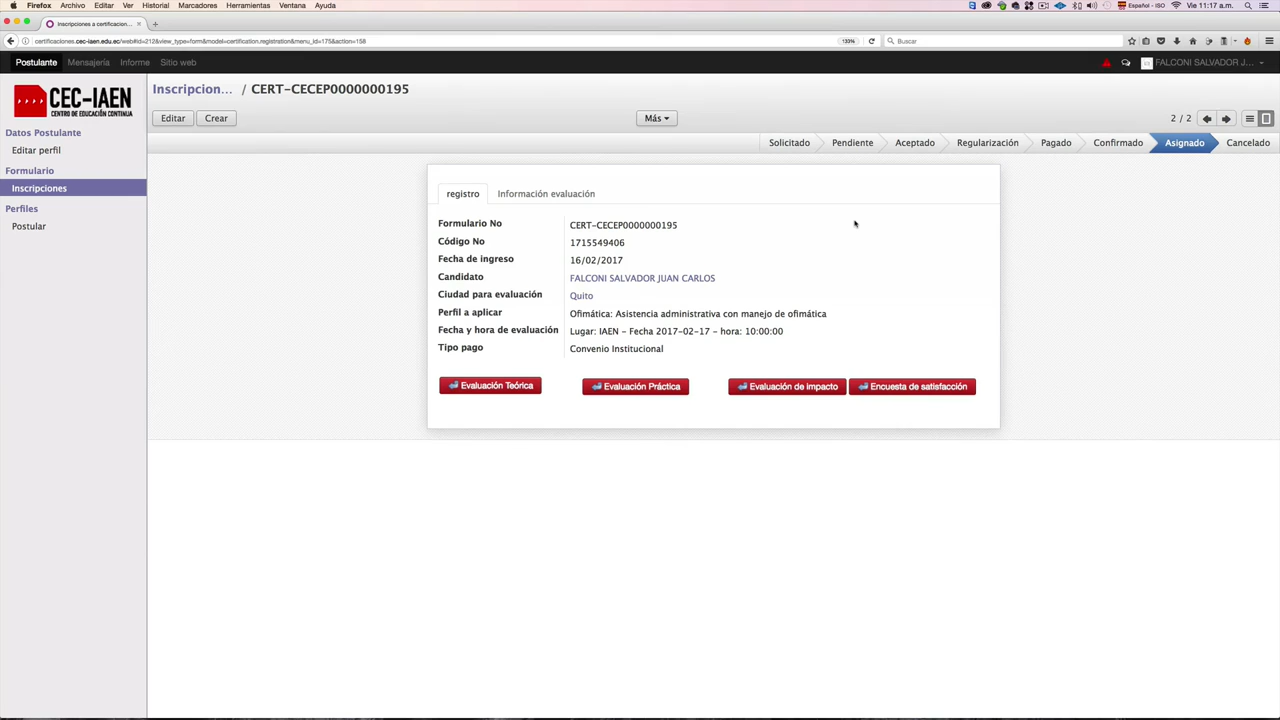 Firefox Archivo Editar Ver Historial Marcadores Herramientas Ventana Ayuda Español - ISO Vie 11:17 a.m.
Inscripciones a certificacion...
certificaciones.cec-iaen.edu.ec/web#id=212&view_type=form&model=certification.registration&menu_id=175&action=158 133% Buscar
Postulante Mensajería Informe Sitio web FALCONI SALVADOR J...
CEC-IAEN
CENTRO DE EDUCACIÓN CONTINUA
Inscripcion... / CERT-CECEP0000000195
Editar Crear Más 2 / 2
Solicitado Pendiente Aceptado Regularización Pagado Confirmado Asignado Cancelado
Datos Postulante
Editar perfil
Formulario
Inscripciones
Perfiles
Postular
registro Información evaluación
Formulario No CERT-CECEP0000000195
Código No 1715549406
Fecha de ingreso 16/02/2017
Candidato FALCONI SALVADOR JUAN CARLOS
Ciudad para evaluación Quito
Perfil a aplicar Ofimática: Asistencia administrativa con manejo de ofimática
Fecha y hora de evaluación Lugar: IAEN - Fecha 2017-02-17 - hora: 10:00:00
Tipo pago Convenio Institucional
Evaluación Teórica Evaluación Práctica Evaluación de impacto Encuesta de satisfacción